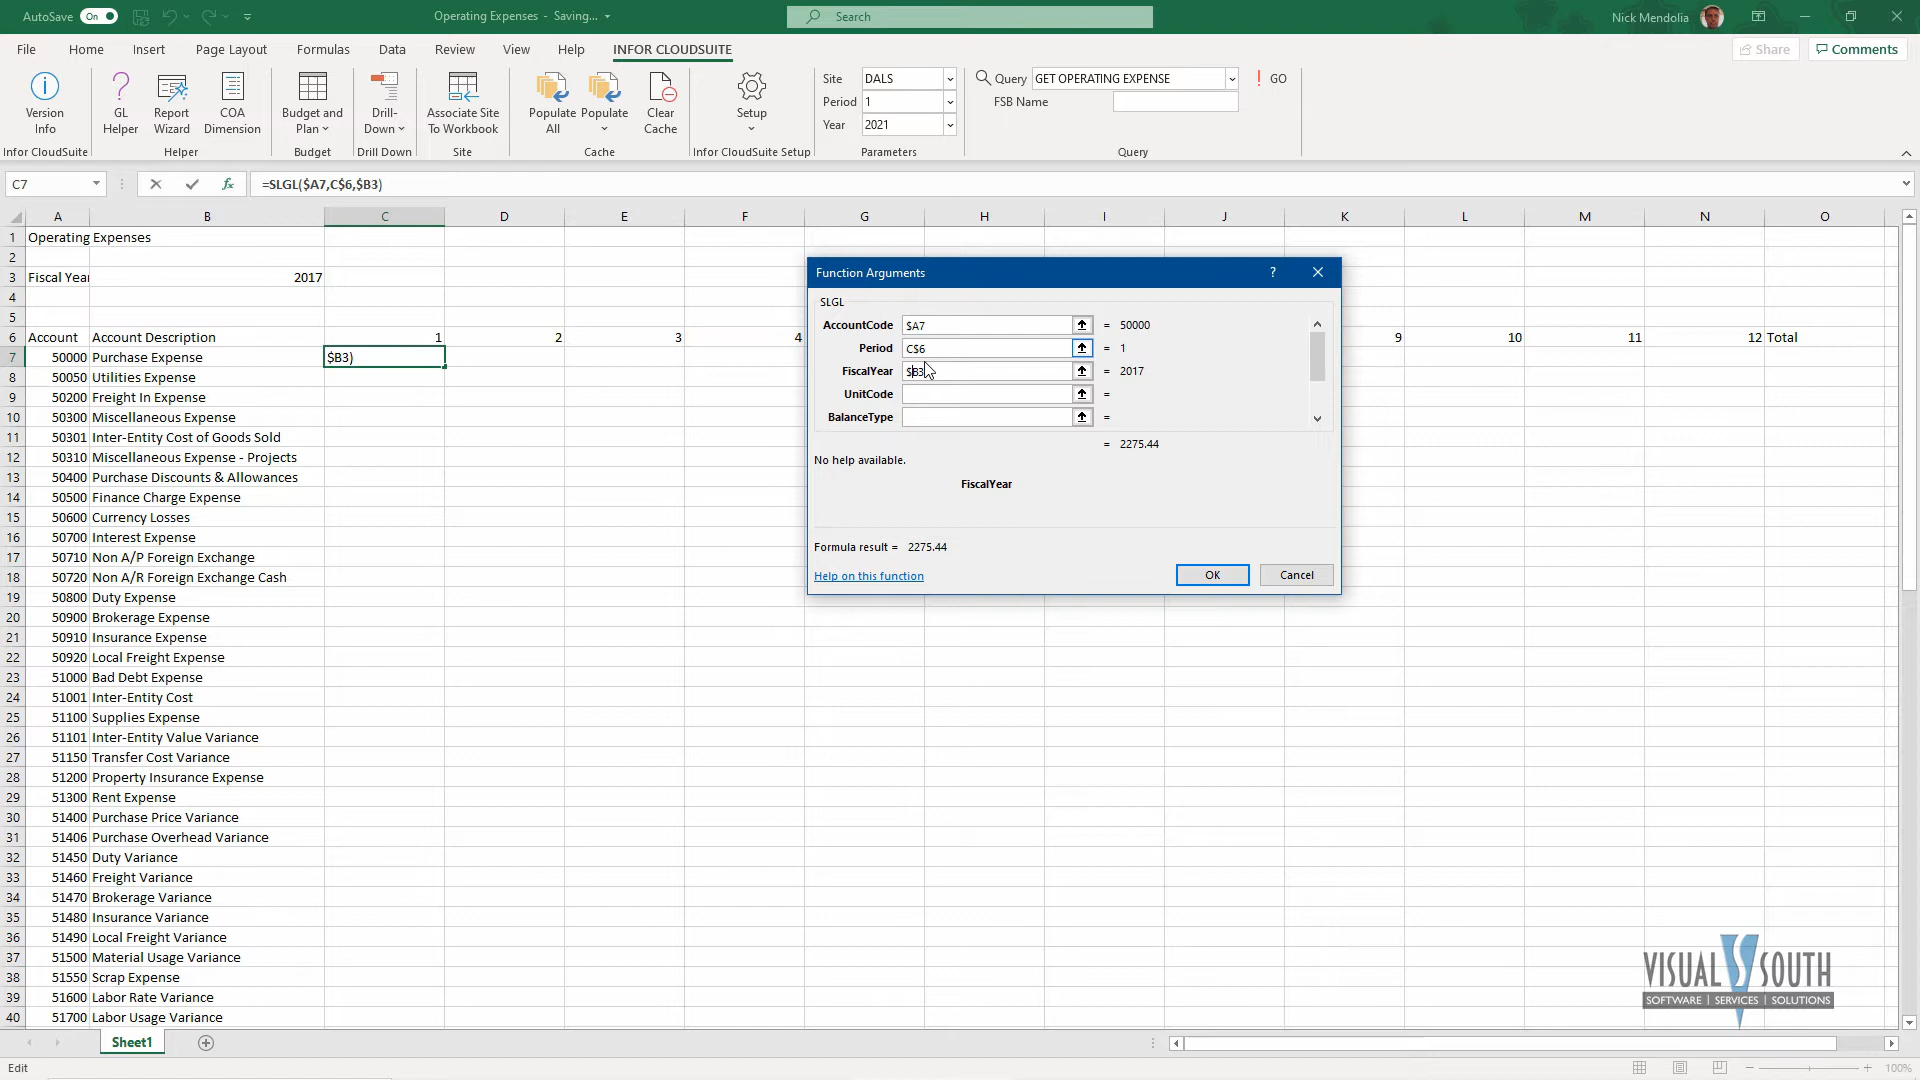 AutoSave On Operating Expenses - Saving... Search Nick Mendolia
File Home Insert Page Layout Formulas Data Review View Help INFOR CLOUDSUITE Share Comments
Version Info
GL Helper
Report Wizard
COA Dimension
Budget and Plan
Drill-Down
Associate Site To Workbook
Populate All
Populate
Clear Cache
Setup
Site DALS
Period 1
Year 2021
Query GET OPERATING EXPENSE ! GO
FSB Name
Infor CloudSuite Helper Budget Drill Down Site Cache Infor CloudSuite Setup Parameters Query
C7 fx =SLGL($A7,C$6,$B3)
A B C D E F G H I J K L M N O
1 Operating Expenses
2
3 Fiscal Year 2017
4
5
6 Account Account Description 1 2 3 4 9 10 11 12 Total
7 50000 Purchase Expense $B3)
8 50050 Utilities Expense
9 50200 Freight In Expense
10 50300 Miscellaneous Expense
11 50301 Inter-Entity Cost of Goods Sold
12 50310 Miscellaneous Expense - Projects
13 50400 Purchase Discounts & Allowances
14 50500 Finance Charge Expense
15 50600 Currency Losses
16 50700 Interest Expense
17 50710 Non A/P Foreign Exchange
18 50720 Non A/R Foreign Exchange Cash
19 50800 Duty Expense
20 50900 Brokerage Expense
21 50910 Insurance Expense
22 50920 Local Freight Expense
23 51000 Bad Debt Expense
24 51001 Inter-Entity Cost
25 51100 Supplies Expense
26 51101 Inter-Entity Value Variance
27 51150 Transfer Cost Variance
28 51200 Property Insurance Expense
29 51300 Rent Expense
30 51400 Purchase Price Variance
31 51406 Purchase Overhead Variance
32 51450 Duty Variance
33 51460 Freight Variance
34 51470 Brokerage Variance
35 51480 Insurance Variance
36 51490 Local Freight Variance
37 51500 Material Usage Variance
38 51550 Scrap Expense
39 51600 Labor Rate Variance
40 51700 Labor Usage Variance
Function Arguments ?
SLGL
AccountCode $A7 = 50000
Period C$6 = 1
FiscalYear $B3 = 2017
UnitCode =
BalanceType =
= 2275.44
No help available.
FiscalYear
Formula result = 2275.44
Help on this function OK Cancel
VISUAL SOUTH
SOFTWARE | SERVICES | SOLUTIONS
Sheet1
Edit 100%